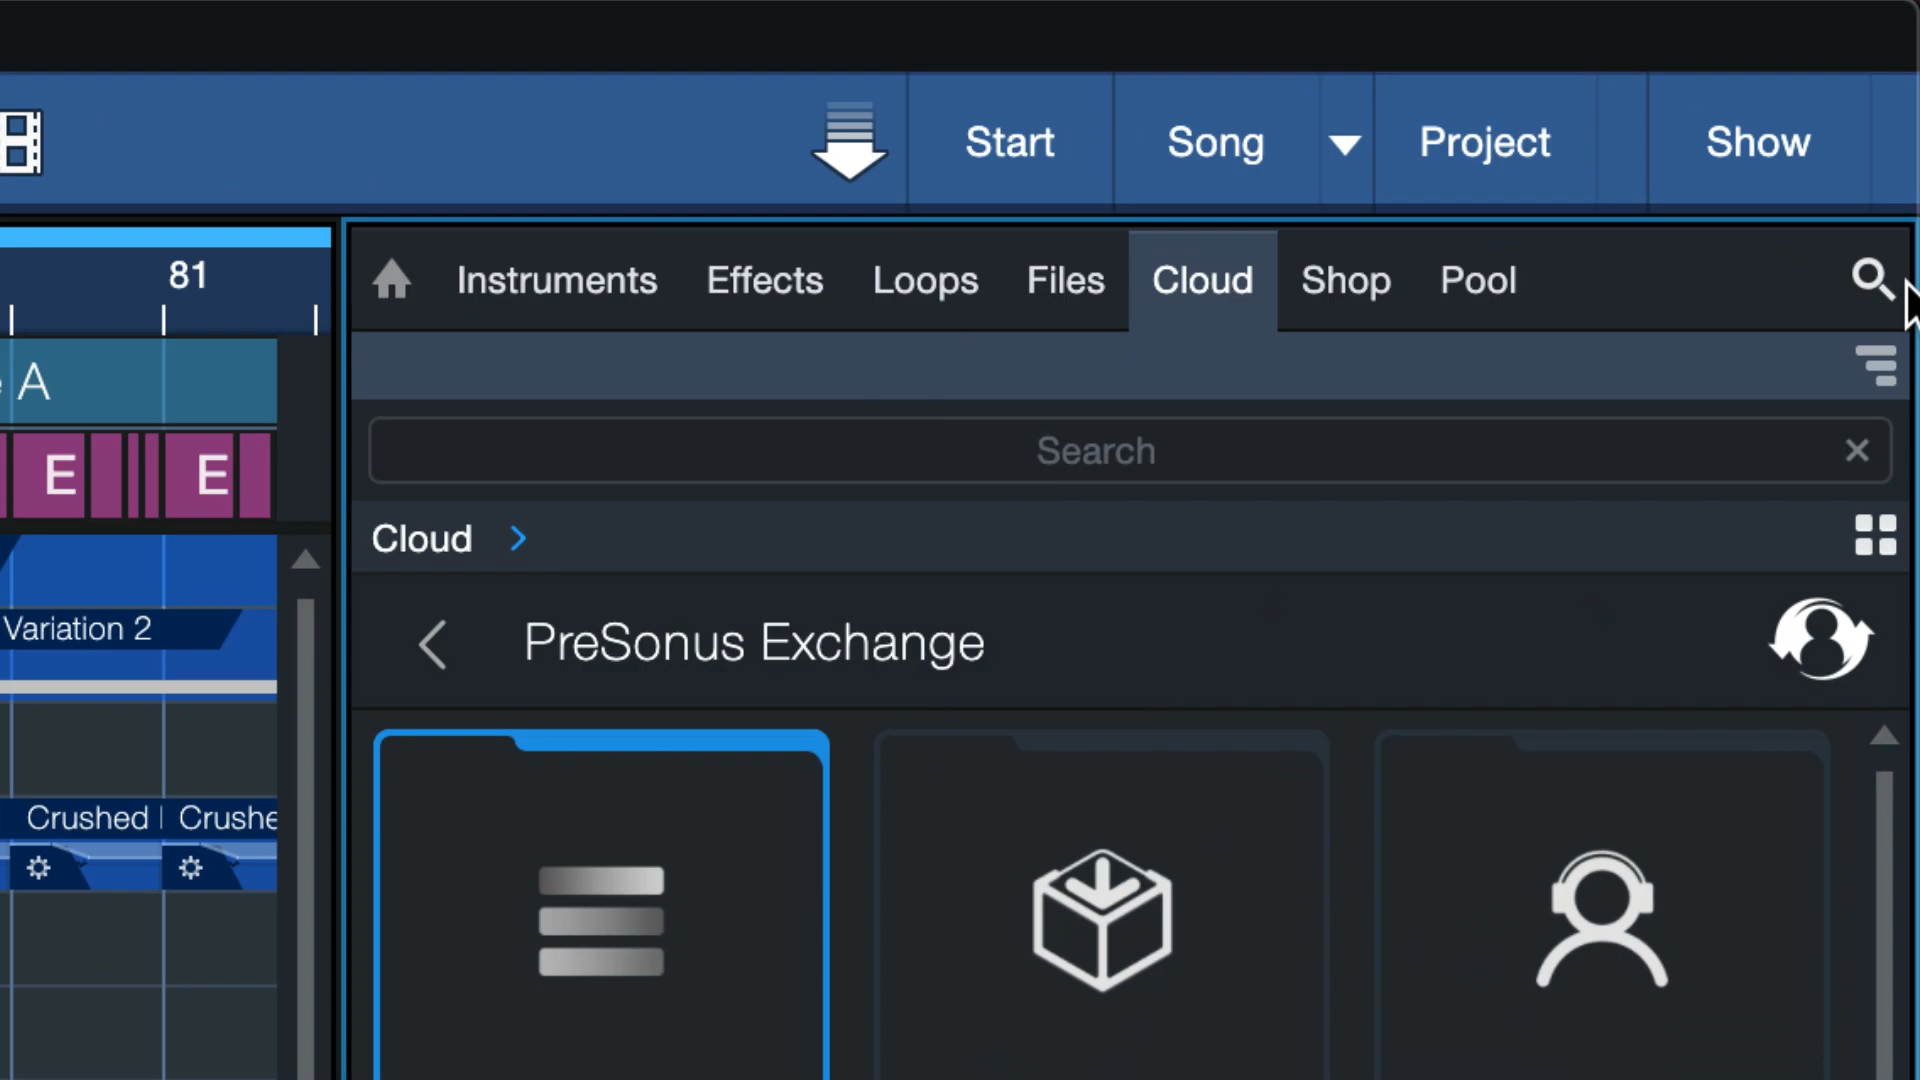 Start Song Project Show
81
Instruments Effects Loops Files Cloud Shop Pool
A
Search
E E
Cloud
Variation 2
PreSonus Exchange
Crushed Crushe